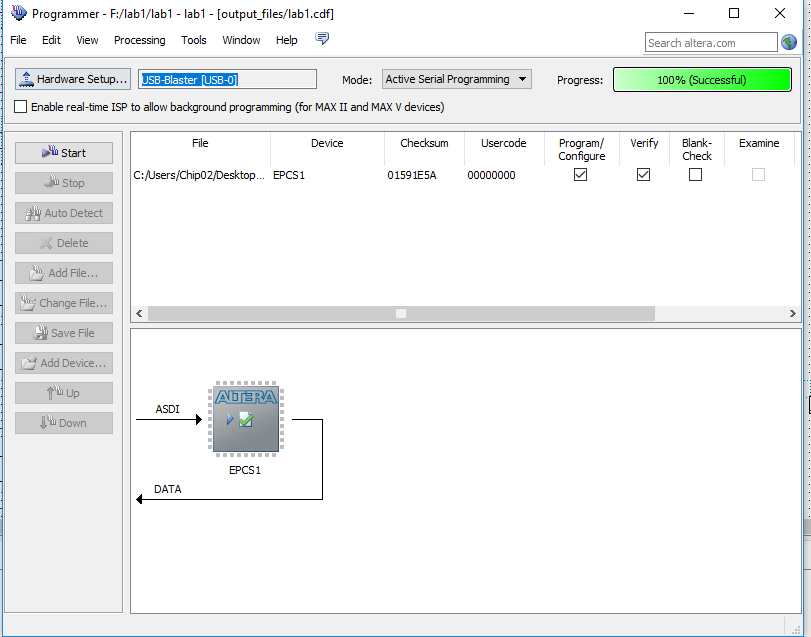 Programmer - F:/lab1/lab1 - lab1 - [output_files/lab1.cdf]
File Edit View Processing Tools Window Help
Search altera.com
Hardware Setup... USB-Blaster [USB-0] Mode: Active Serial Programming Progress: 100% (Successful)
Enable real-time ISP to allow background programming (for MAX II and MAX V devices)
Start
Stop
Auto Detect
Delete
Add File...
Change File...
Save File
Add Device...
Up
Down
File Device Checksum Usercode Program/ Verify Blank- Examine
Configure Check
C:/Users/Chip02/Desktop... EPCS1 01591E5A 00000000
ALTERA
ASDI
EPCS1
DATA